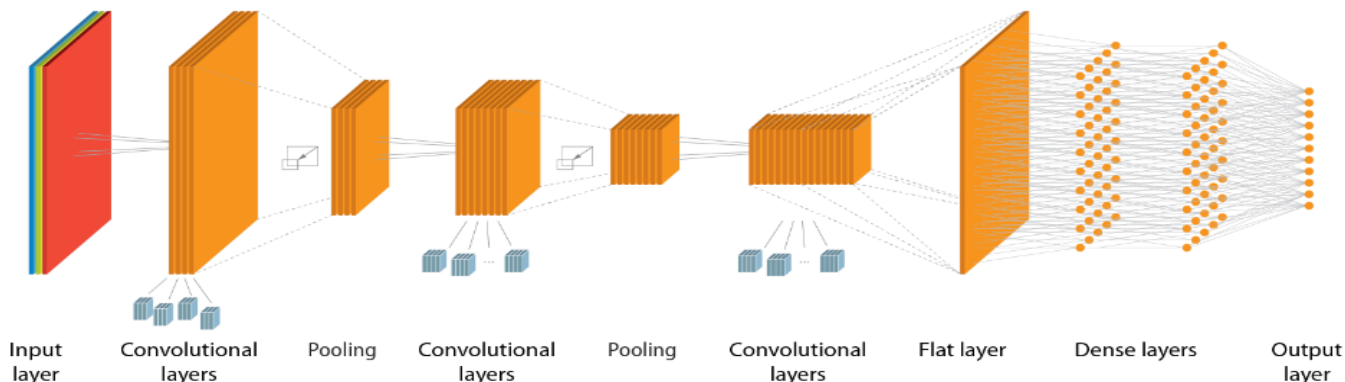 Input
layer
Convolutional
layers
Pooling
Convolutional
layers
Pooling
Convolutional
layers
Flat layer
Dense layers
Output
layer